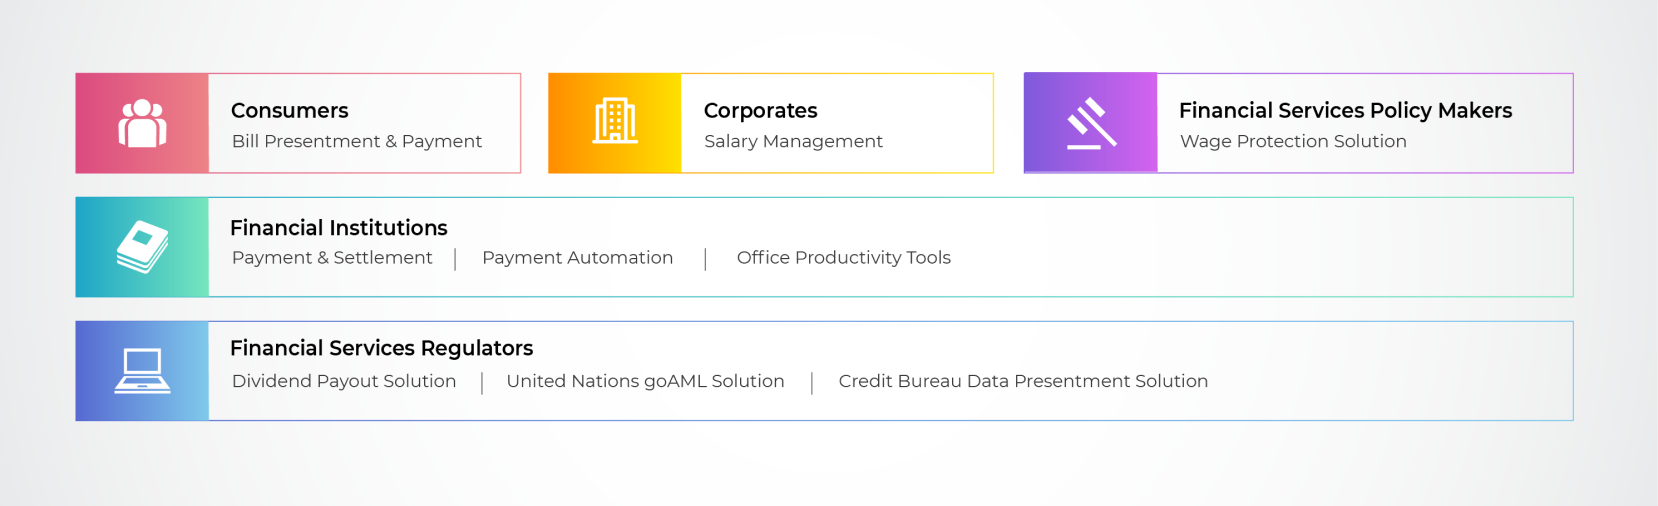 Consumers
Bill Presentment & Payment
Corporates
Salary Management
Financial Services Policy Makers
Wage Protection Solution
Financial Institutions
Payment & Settlement | Payment Automation | Office Productivity Tools
Financial Services Regulators
Dividend Payout Solution | United Nations goAML Solution | Credit Bureau Data Presentment Solution